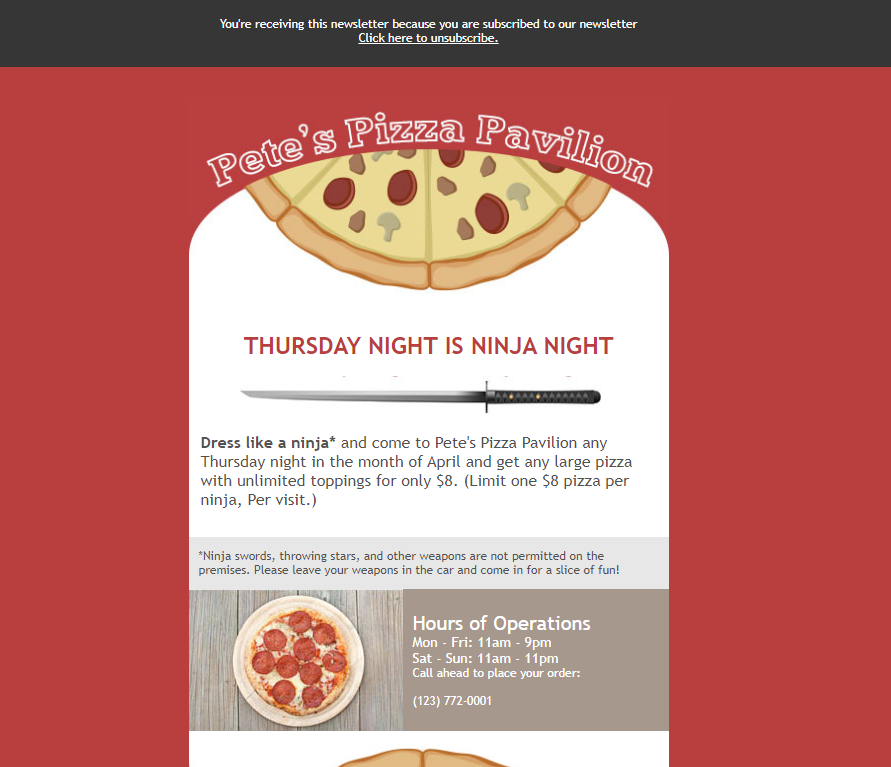 You're receiving this newsletter because you are subscribed to our newsletter
Click here to unsubscribe.
Pete's Pizza Pavilion
THURSDAY NIGHT IS NINJA NIGHT
Dress like a ninja* and come to Pete's Pizza Pavilion any
Thursday night in the month of April and get any large pizza
with unlimited toppings for only $8. (Limit one $8 pizza per
ninja, Per visit.)
*Ninja swords, throwing stars, and other weapons are not permitted on the
premises. Please leave your weapons in the car and come in for a slice of fun!
Hours of Operations
Mon - Fri: 11am - 9pm
Sat - Sun: 11am - 11pm
Call ahead to place your order:
(123) 772-0001